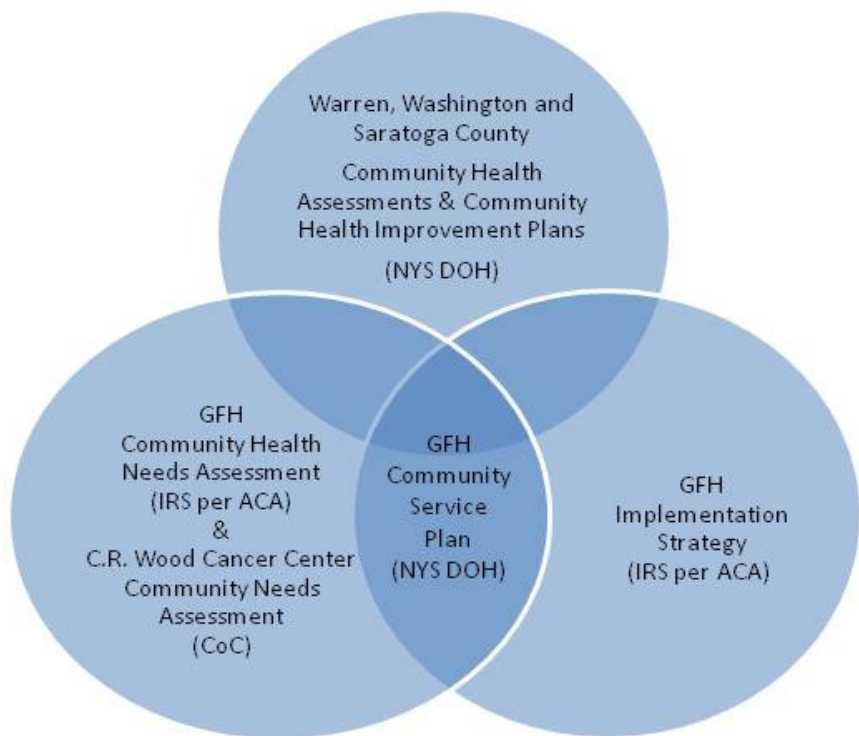 Warren, Washington and
Saratoga County
Community Health
Assessments & Community
Health Improvement Plans
(NYS DOH)
GFH
Community Health
Needs Assessment
(IRS per ACA)
&
C.R. Wood Cancer Center
Community Needs
Assessment
(CoC)
GFH
Community
Service
Plan
(NYS DOH)
GFH
Implementation
Strategy
(IRS per ACA)